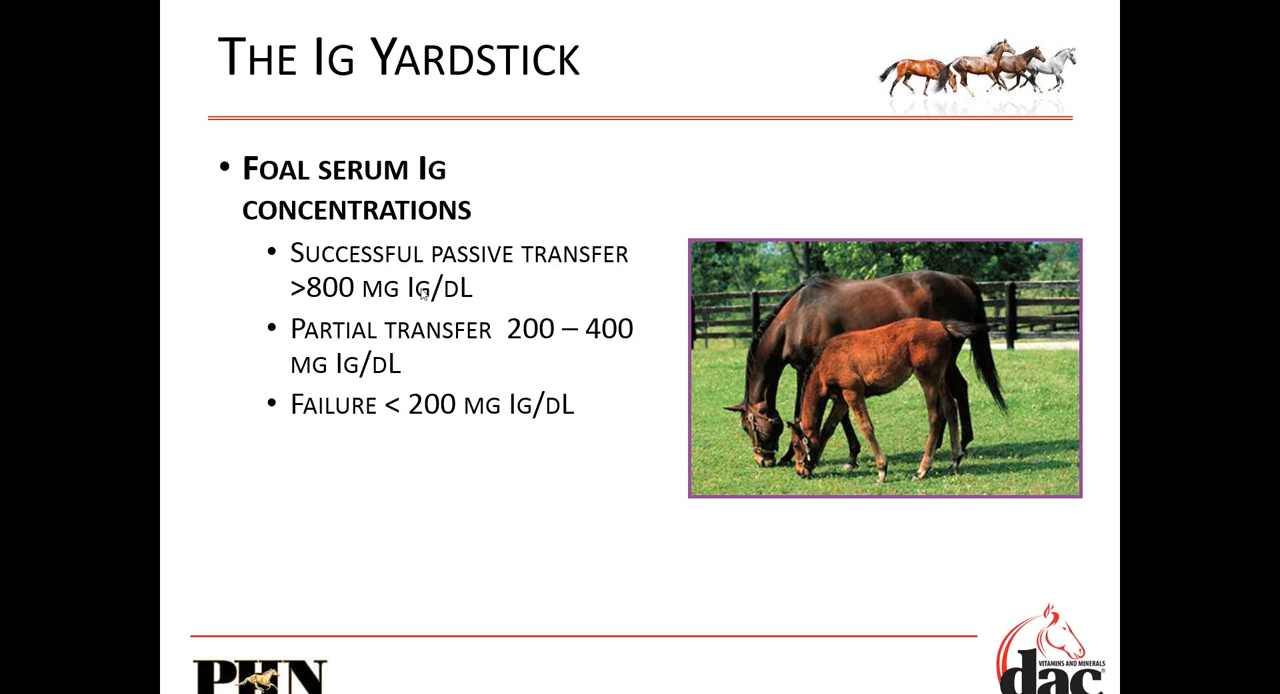 The Ig Yardstick
• Foal serum Ig
concentrations
• Successful passive transfer
>800 mg Ig/dL
• Partial transfer 200 – 400
mg Ig/dL
• Failure < 200 mg Ig/dL
PHN
VITAMINS AND MINERALS
dac